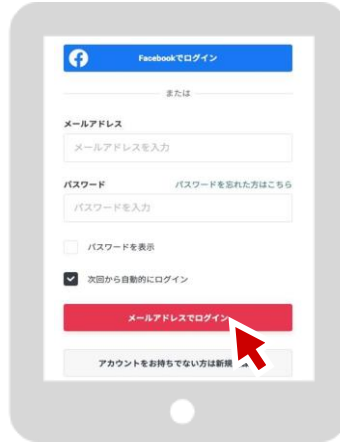 Facebookでログイン
または
メールアドレス
メールアドレスを入力
パスワード パスワードを忘れた方はこちら
パスワードを入力
パスワードを表示
次回から自動的にログイン
メールアドレスでログイン
アカウントをお持ちでない方は新規